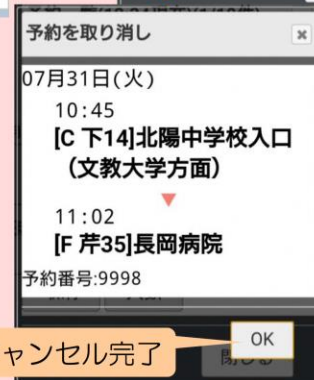 予約を取り消し
07月31日(火)
10:45
[C 下14]北陽中学校入口
(文教大学方面)
11:02
[F 芹35]長岡病院
予約番号:9998
OK
ャンセル完了
閉じる